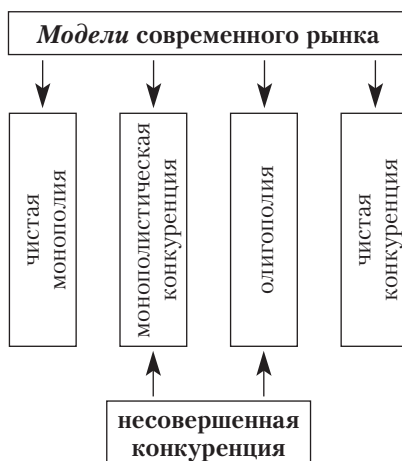 Модели современного рынка
чистая
монополия
монополистическая
конкуренция
олигополия
чистая
конкуренция
несовершенная
конкуренция